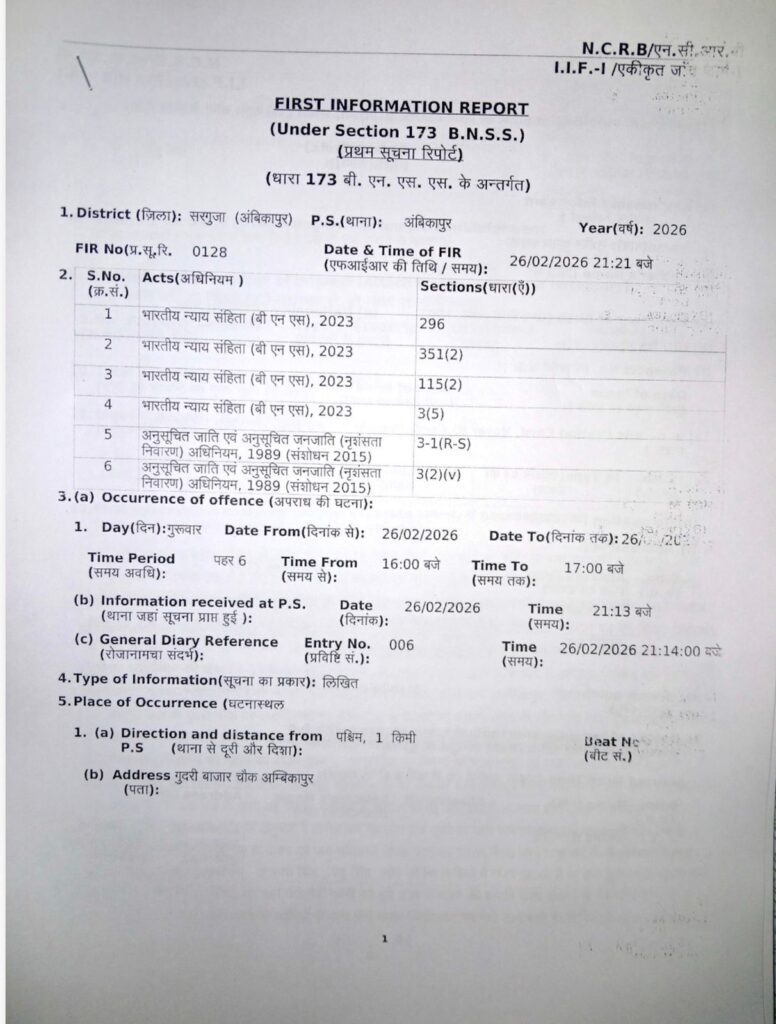 N.C.R.B/एन.सी.आर.
I.I.F.-I /एकीकृत जाँच
FIRST INFORMATION REPORT
(Under Section 173 B.N.S.S.)
(प्रथम सूचना रिपोर्ट)
(धारा 173 बी. एन. एस. एस. के अन्तर्गत)
1. District (ज़िला): सरगुजा (अंबिकापुर) P.S.(थाना): अंबिकापुर Year(वर्ष): 2026
FIR No(प्र.सू.रि. 0128 Date & Time of FIR 26/02/2026 21:21 बजे
(एफआईआर की तिथि / समय):
2. S.No. Acts(अधिनियम ) Sections(धारा(एँ))
(क्र.सं.)
1 भारतीय न्याय संहिता (बी एन एस), 2023 296
2 भारतीय न्याय संहिता (बी एन एस), 2023 351(2)
3 भारतीय न्याय संहिता (बी एन एस), 2023 115(2)
4 भारतीय न्याय संहिता (बी एन एस), 2023 3(5)
5 अनुसूचित जाति एवं अनुसूचित जनजाति (नृशंसता 3-1(R-S)
निवारण) अधिनियम, 1989 (संशोधन 2015)
6 अनुसूचित जाति एवं अनुसूचित जनजाति (नृशंसता 3(2)(v)
निवारण) अधिनियम, 1989 (संशोधन 2015)
3. (a) Occurrence of offence (अपराध की घटना):
1. Day(दिन):गुरूवार Date From(दिनांक से): 26/02/2026 Date To(दिनांक तक): 26/
Time Period पहर 6 Time From 16:00 बजे Time To 17:00 बजे
(समय अवधि): (समय से): (समय तक):
(b) Information received at P.S. Date 26/02/2026 Time 21:13 बजे
(थाना जहां सूचना प्राप्त हुई ): (दिनांक): (समय):
(c) General Diary Reference Entry No. 006 Time 26/02/2026 21:14:00 बजे
(रोजानामचा संदर्भ): (प्रविष्टि सं.): (समय):
4. Type of Information(सूचना का प्रकार): लिखित
5. Place of Occurrence (घटनास्थल
1. (a) Direction and distance from पश्चिम, 1 किमी Beat No
P.S (थाना से दूरी और दिशा): (बीट सं.)
(b) Address गुदरी बाजार चौक अम्बिकापुर
(पता):
1